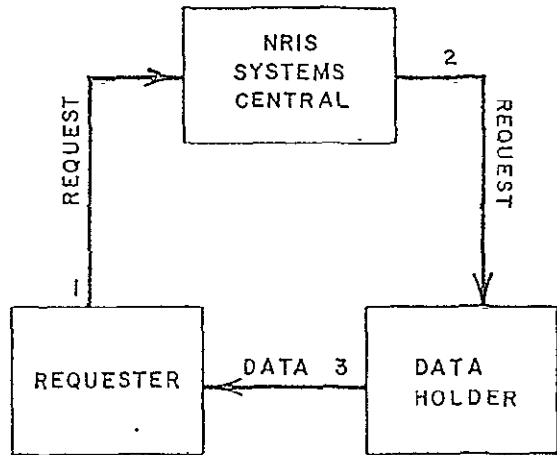 NRIS
SYSTEMS
CENTRAL
2
REQUEST
REQUEST
1
REQUESTER
DATA 3
DATA
HOLDER